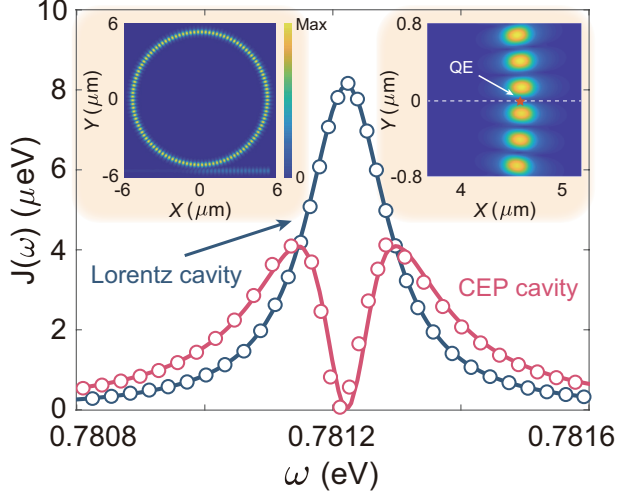 10
8
6
4
2
0
J(ω) (μeV)
0.7808
0.7812
0.7816
ω (eV)
Lorentz cavity
CEP cavity
6
0
-6
Y (μm)
-6
0
6
X (μm)
Max
0
0.8
0
-0.8
Y (μm)
4
5
X (μm)
QE